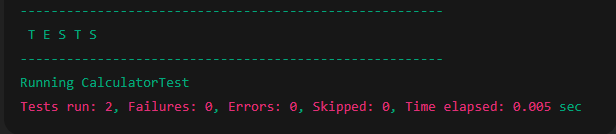 -------------------------------------------------------
T E S T S
-------------------------------------------------------
Running CalculatorTest
Tests run: 2, Failures: 0, Errors: 0, Skipped: 0, Time elapsed: 0.005 sec